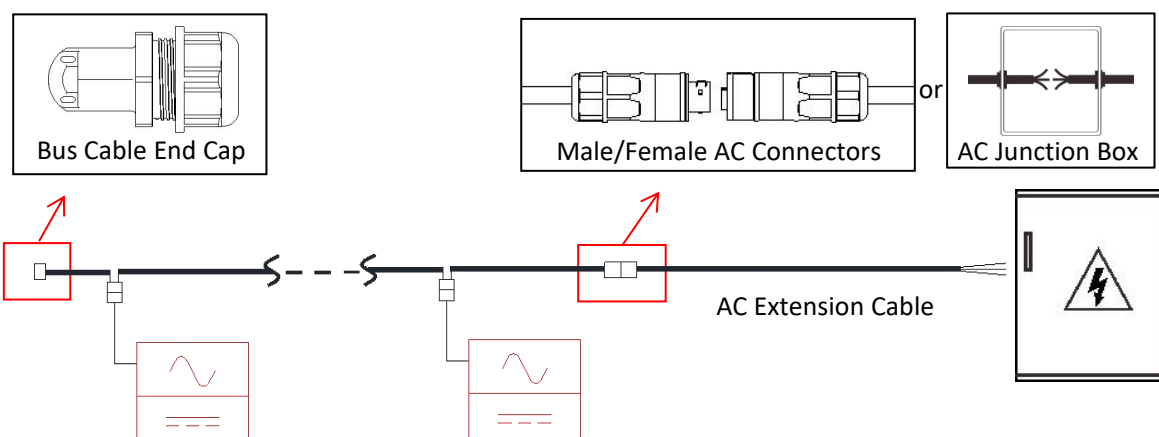 Bus Cable End Cap
Male/Female AC Connectors
or
AC Junction Box
AC Extension Cable